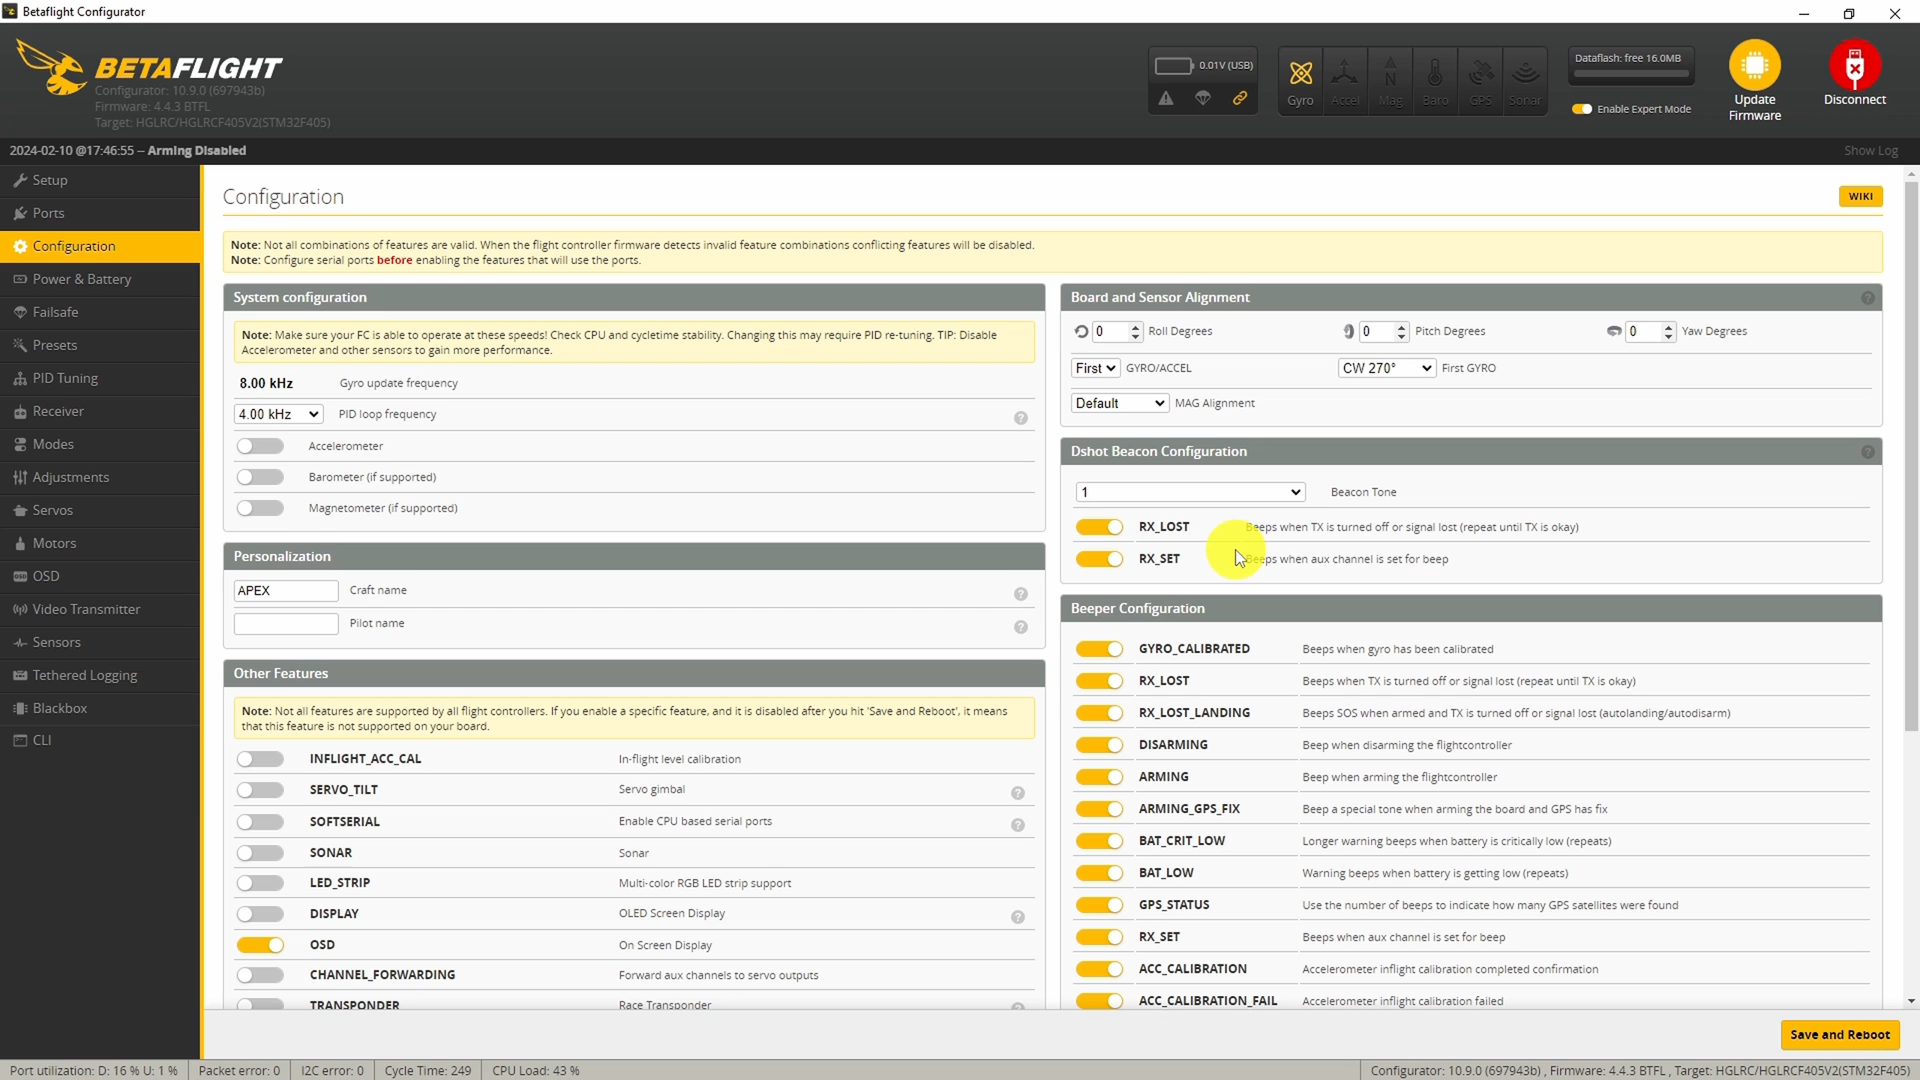 Betaflight Configurator
BETAFLIGHT
Configurator: 10.9.0 (697943b)
Firmware: 4.4.3 BTFL
Target: HGLRC/HGLRCF405V2(STM32F405)
0.01V (USB)
Gyro
Accel
Mag
Baro
GPS
Sonar
Dataflash: free 16.0MB
Enable Expert Mode
Update
Firmware
Disconnect
2024-02-10 @17:46:55 -- Arming Disabled
Show Log
Setup
Ports
Configuration
Power & Battery
Failsafe
Presets
PID Tuning
Receiver
Modes
Adjustments
Servos
Motors
OSD
Video Transmitter
Sensors
Tethered Logging
Blackbox
CLI
Configuration
WIKI
Note: Not all combinations of features are valid. When the flight controller firmware detects invalid feature combinations conflicting features will be disabled.
Note: Configure serial ports before enabling the features that will use the ports.
System configuration
Note: Make sure your FC is able to operate at these speeds! Check CPU and cycletime stability. Changing this may require PID re-tuning. TIP: Disable
Accelerometer and other sensors to gain more performance.
8.00 kHz Gyro update frequency
4.00 kHz PID loop frequency ?
Accelerometer
Barometer (if supported)
Magnetometer (if supported)
Personalization
APEX Craft name ?
Pilot name ?
Other Features
Note: Not all features are supported by all flight controllers. If you enable a specific feature, and it is disabled after you hit 'Save and Reboot', it means
that this feature is not supported on your board.
INFLIGHT_ACC_CAL In-flight level calibration
SERVO_TILT Servo gimbal ?
SOFTSERIAL Enable CPU based serial ports ?
SONAR Sonar
LED_STRIP Multi-color RGB LED strip support
DISPLAY OLED Screen Display ?
OSD On Screen Display
CHANNEL_FORWARDING Forward aux channels to servo outputs
TRANSPONDER Race Transponder ?
Board and Sensor Alignment ?
0 Roll Degrees 0 Pitch Degrees 0 Yaw Degrees
First GYRO/ACCEL CW 270° First GYRO
Default MAG Alignment
Dshot Beacon Configuration ?
1 Beacon Tone
RX_LOST Beeps when TX is turned off or signal lost (repeat until TX is okay)
RX_SET Beeps when aux channel is set for beep
Beeper Configuration
GYRO_CALIBRATED Beeps when gyro has been calibrated
RX_LOST Beeps when TX is turned off or signal lost (repeat until TX is okay)
RX_LOST_LANDING Beeps SOS when armed and TX is turned off or signal lost (autolanding/autodisarm)
DISARMING Beep when disarming the flightcontroller
ARMING Beep when arming the flightcontroller
ARMING_GPS_FIX Beep a special tone when arming the board and GPS has fix
BAT_CRIT_LOW Longer warning beeps when battery is critically low (repeats)
BAT_LOW Warning beeps when battery is getting low (repeats)
GPS_STATUS Use the number of beeps to indicate how many GPS satellites were found
RX_SET Beeps when aux channel is set for beep
ACC_CALIBRATION Accelerometer inflight calibration completed confirmation
ACC_CALIBRATION_FAIL Accelerometer inflight calibration failed
Save and Reboot
Port utilization: D: 16 % U: 1 % Packet error: 0 I2C error: 0 Cycle Time: 249 CPU Load: 43 % Configurator: 10.9.0 (697943b) , Firmware: 4.4.3 BTFL , Target: HGLRC/HGLRCF405V2(STM32F405)